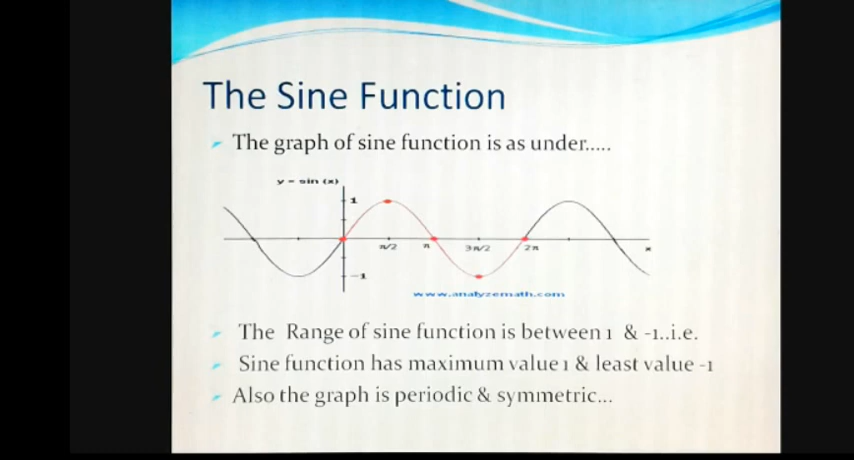 The Sine Function
The graph of sine function is as under.....
y = sin (x)
1
π/2 π 3π/2 2π x
-1
www.analyzemath.com
The Range of sine function is between 1 & -1..i.e.
Sine function has maximum value 1 & least value -1
Also the graph is periodic & symmetric...